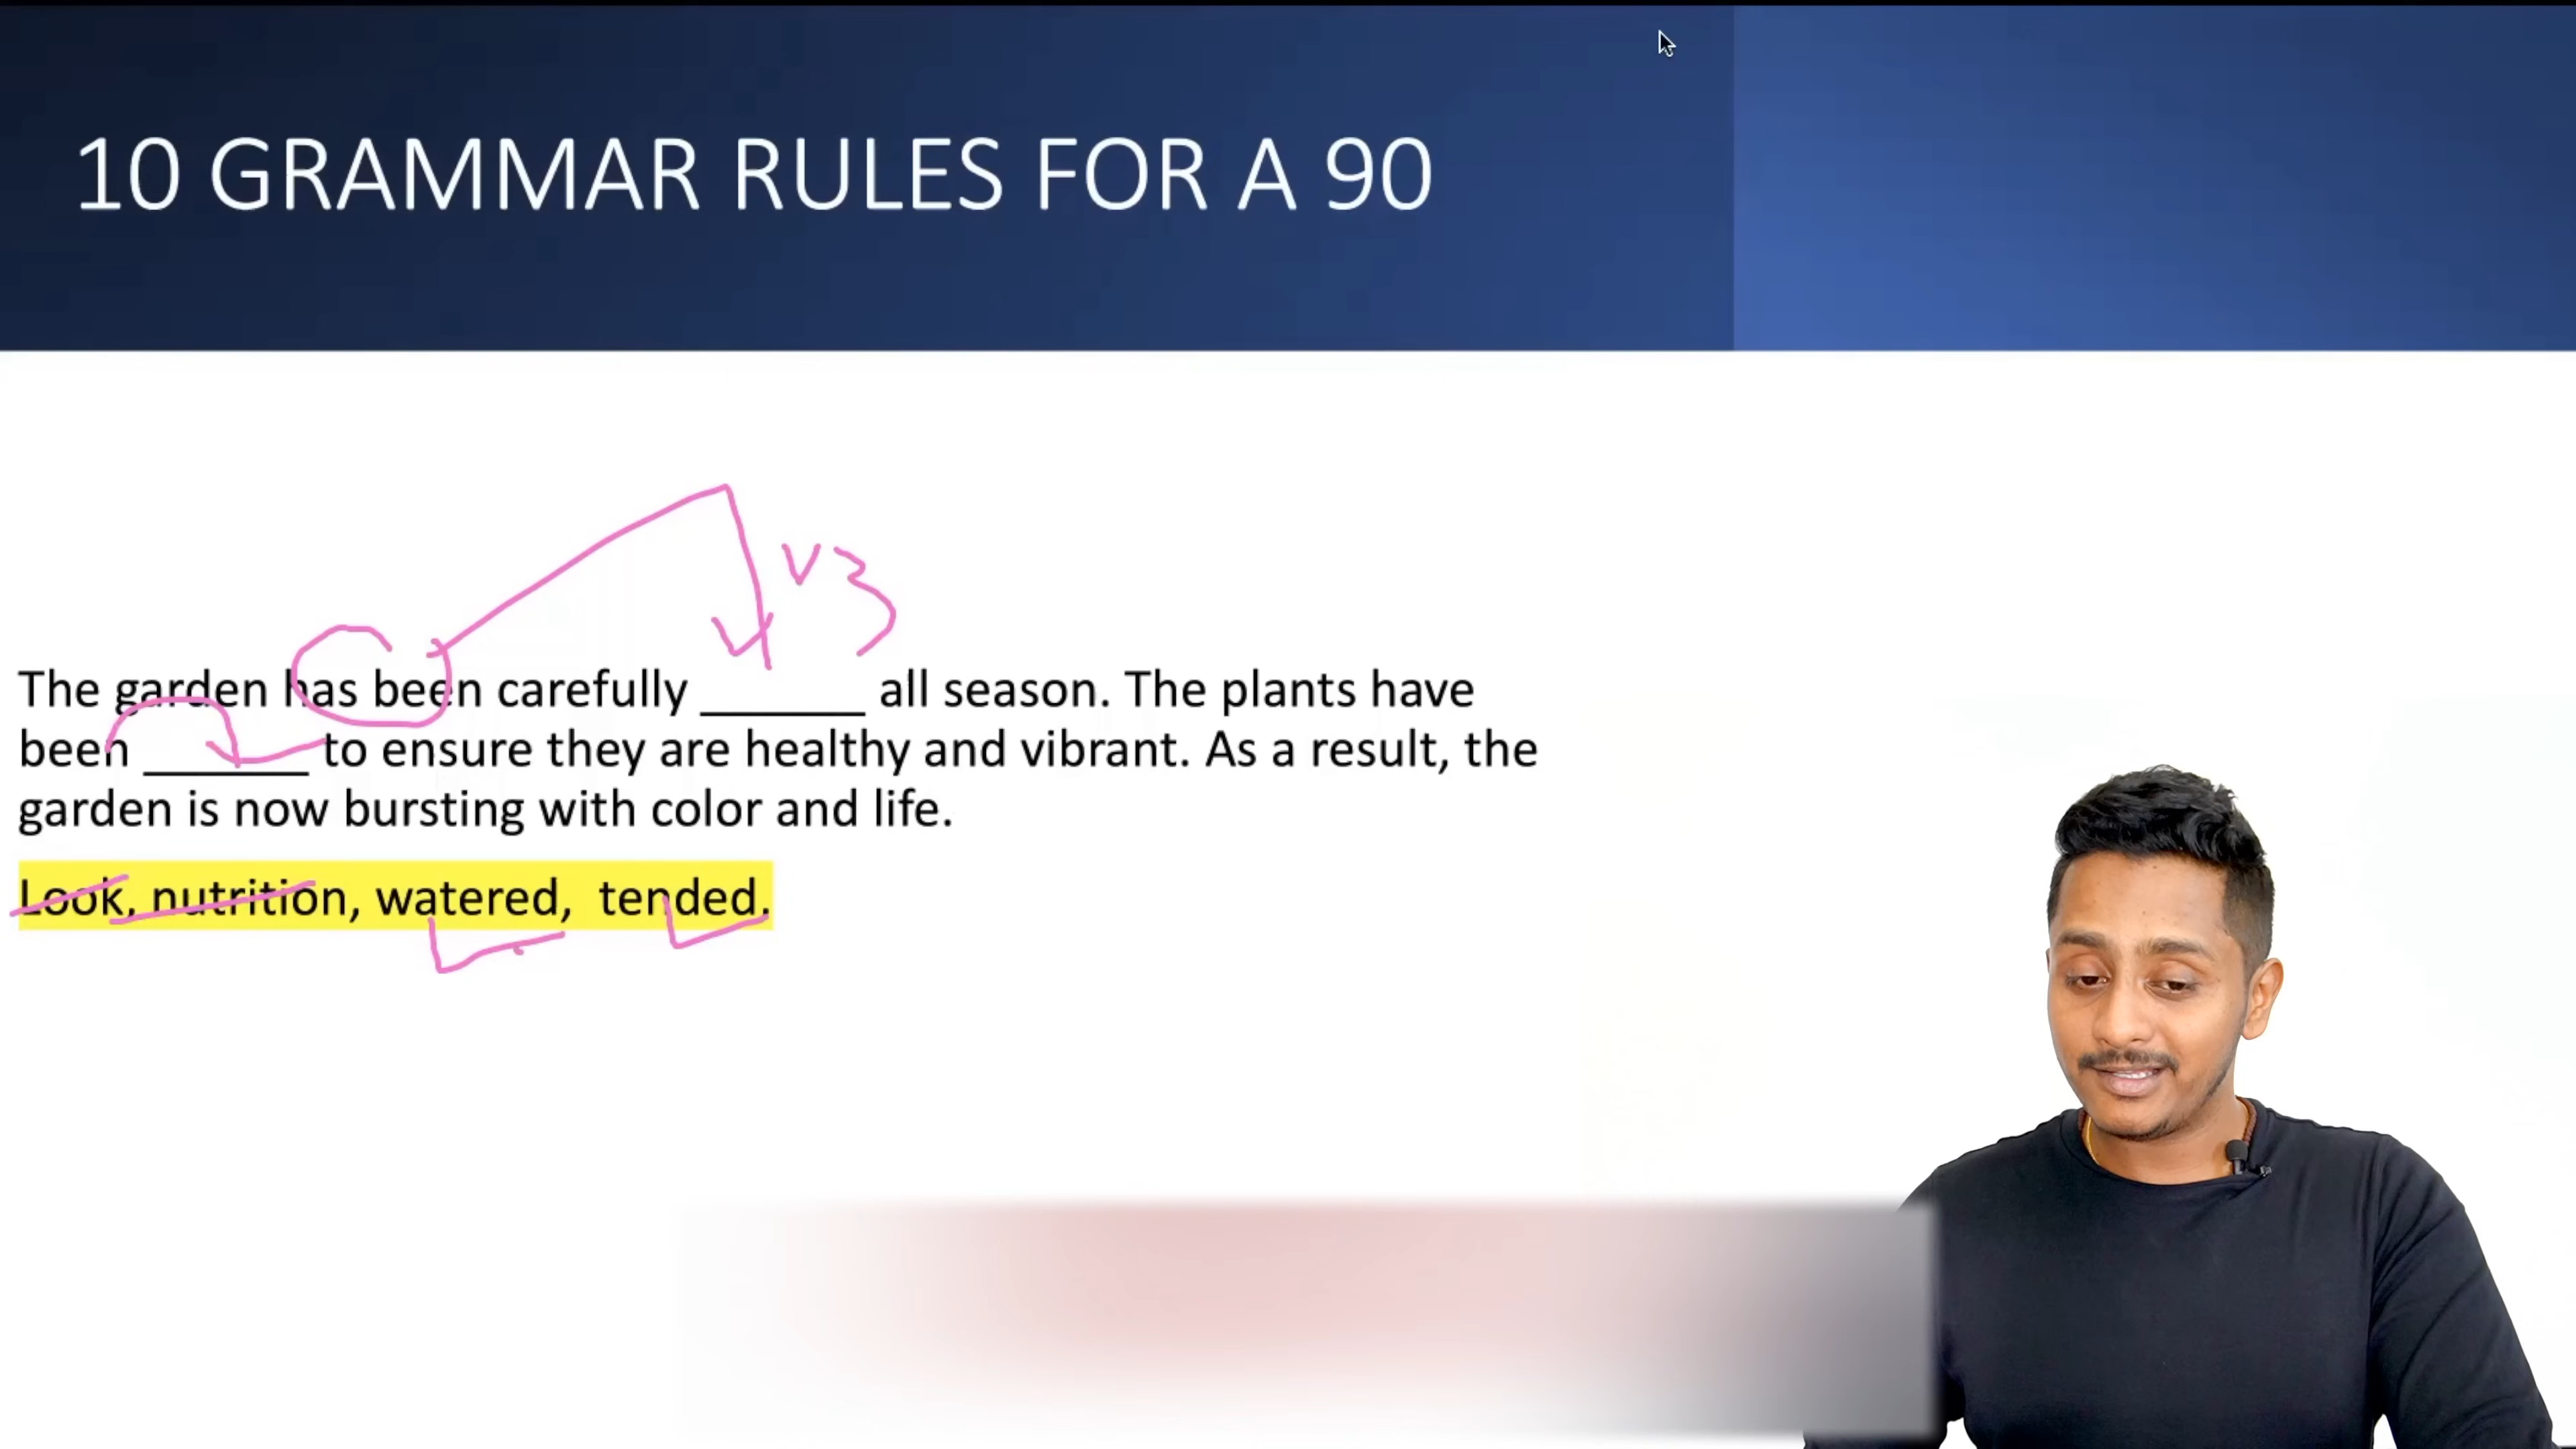 10 GRAMMAR RULES FOR A 90
V3
The garden has been carefully ______ all season. The plants have
been ______ to ensure they are healthy and vibrant. As a result, the
garden is now bursting with color and life.
Look, nutrition, watered, tended.